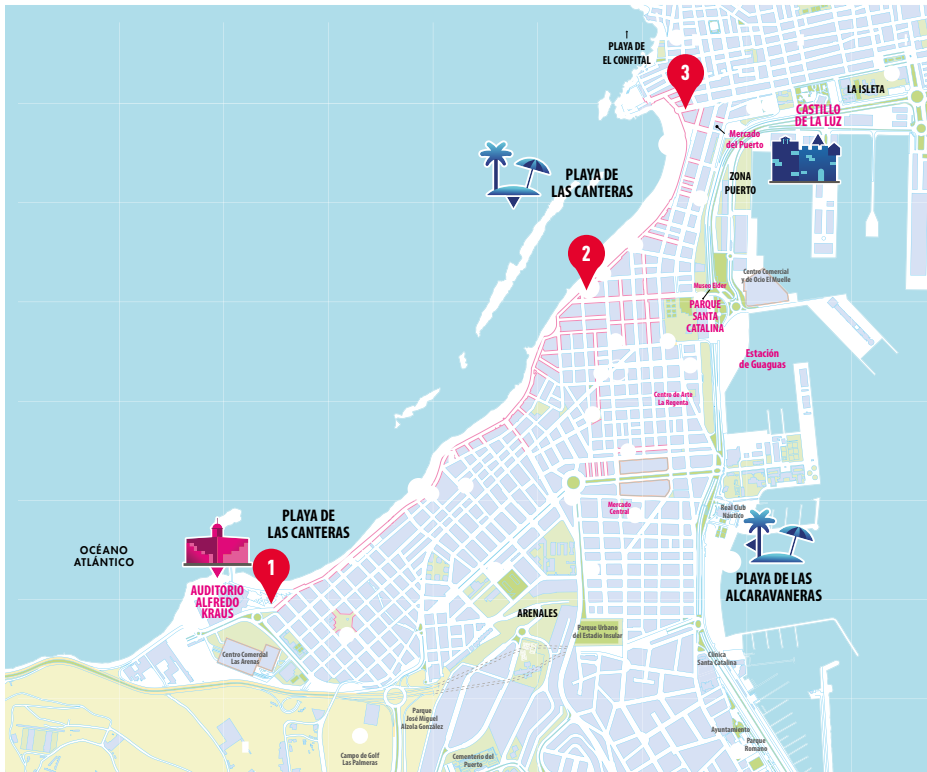 ↑
PLAYA DE
EL CONFITAL
3
LA ISLETA
CASTILLO
DE LA LUZ
Mercado
del Puerto
PLAYA DE
LAS CANTERAS
ZONA
PUERTO
2
Centro Comercial
y de Ocio El Muelle
Museo Elder
PARQUE
SANTA
CATALINA
Estación
de Guaguas
Centro de Arte
La Regenta
Mercado
Central
Real Club
Náutico
PLAYA DE
LAS CANTERAS
OCÉANO
ATLÁNTICO
1
AUDITORIO
ALFREDO
KRAUS
PLAYA DE LAS
ALCARAVANERAS
ARENALES
Parque Urbano
del Estadio Insular
Centro Comercial
Las Arenas
Clínica
Santa Catalina
Parque
José Miguel
Alzola González
Ayuntamiento
Parque
Romano
Campo de Golf
Las Palmeras
Cementerio del
Puerto